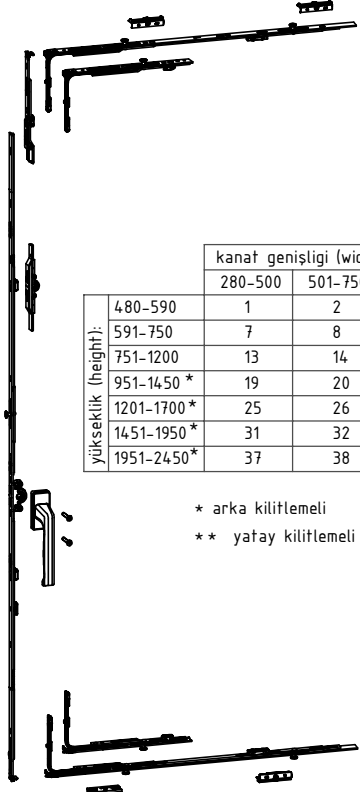 kanat genişligi (wid
280-500 501-750
yükseklik (height):
480-590 1 2
591-750 7 8
751-1200 13 14
951-1450 * 19 20
1201-1700 * 25 26
1451-1950 * 31 32
1951-2450* 37 38
* arka kilitlemeli
** yatay kilitlemeli